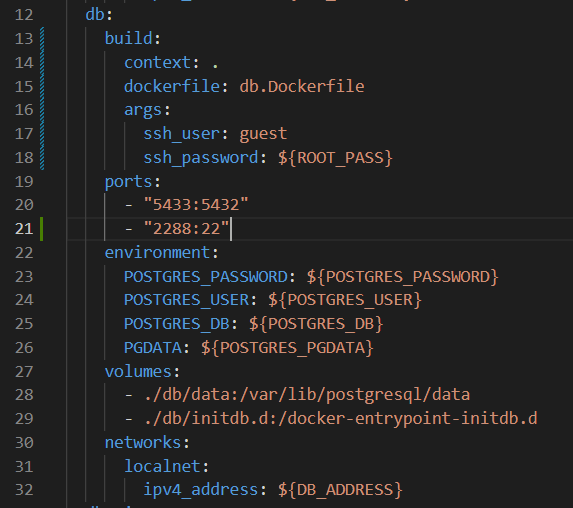 12 db:
13 build:
14 context: .
15 dockerfile: db.Dockerfile
16 args:
17 ssh_user: guest
18 ssh_password: ${ROOT_PASS}
19 ports:
20 - "5433:5432"
21 - "2288:22"
22 environment:
23 POSTGRES_PASSWORD: ${POSTGRES_PASSWORD}
24 POSTGRES_USER: ${POSTGRES_USER}
25 POSTGRES_DB: ${POSTGRES_DB}
26 PGDATA: ${POSTGRES_PGDATA}
27 volumes:
28 - ./db/data:/var/lib/postgresql/data
29 - ./db/initdb.d:/docker-entrypoint-initdb.d
30 networks:
31 localnet:
32 ipv4_address: ${DB_ADDRESS}